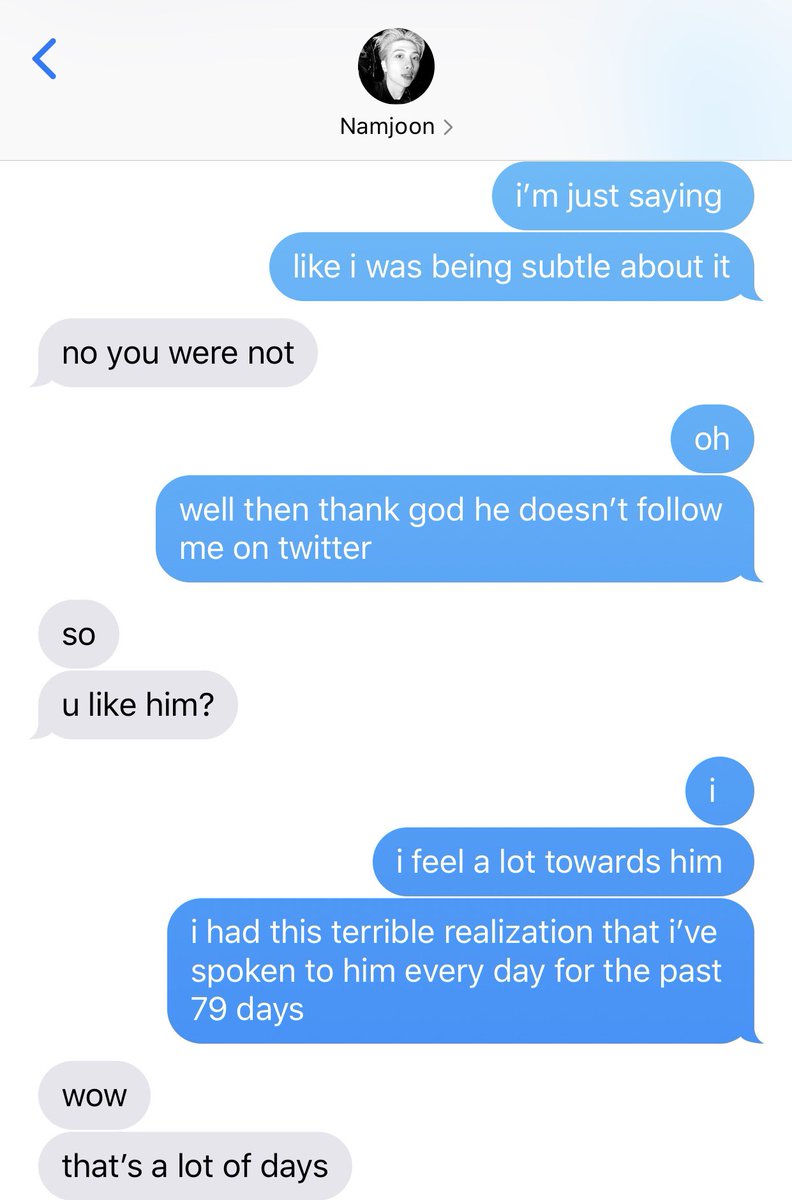 Namjoon
i’m just saying
like i was being subtle about it
no you were not
oh
well then thank god he doesn’t follow
me on twitter
so
u like him?
i
i feel a lot towards him
i had this terrible realization that i’ve
spoken to him every day for the past
79 days
wow
that’s a lot of days